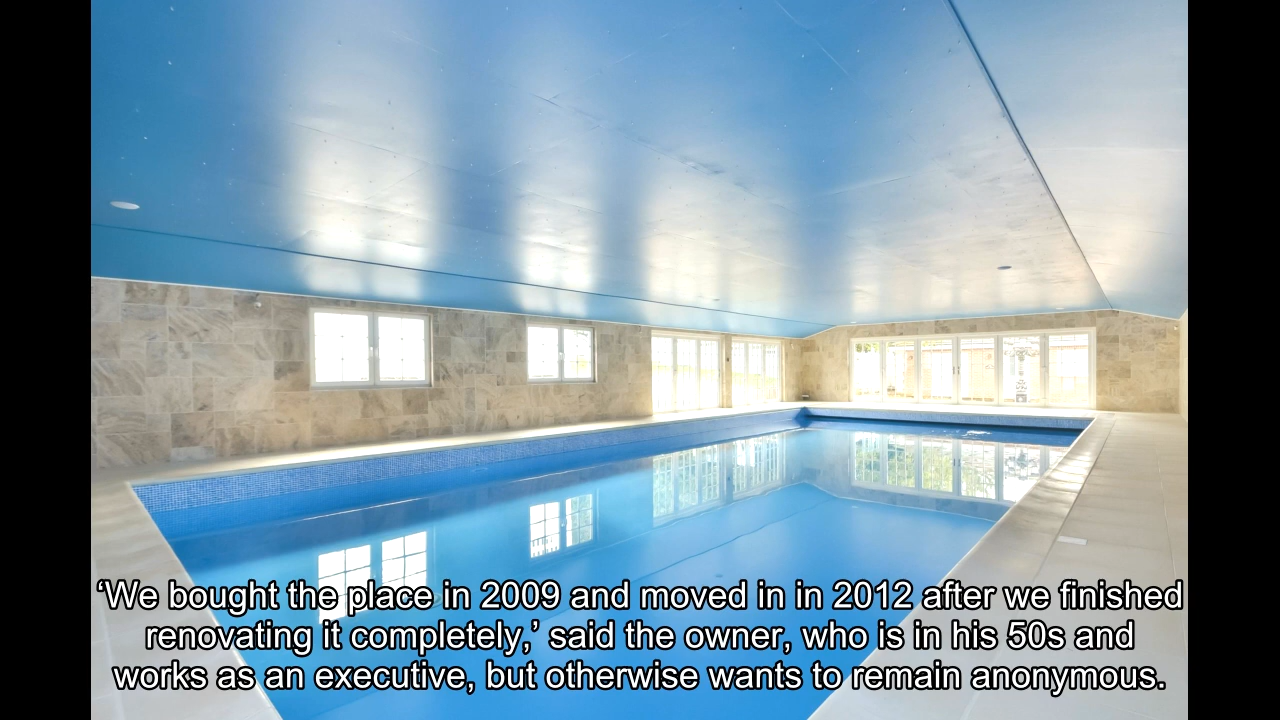 ‘We bought the place in 2009 and moved in in 2012 after we finished
renovating it completely,’ said the owner, who is in his 50s and
works as an executive, but otherwise wants to remain anonymous.